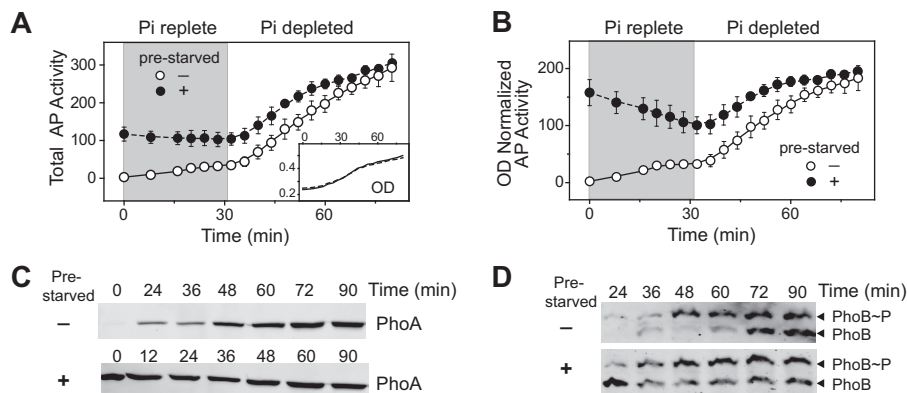 A
Pi replete Pi depleted
pre-starved
–
+
Total AP Activity
300
200
100
0
0 30 60
0.4
0.2
OD
0 30 60
Time (min)
B
Pi replete Pi depleted
OD Normalized
AP Activity
200
100
0
pre-starved
–
+
0 30 60
Time (min)
C
Pre-
starved
0 24 36 48 60 72 90 Time (min)
– PhoA
0 12 24 36 48 60 90
+ PhoA
D
Pre-
starved
24 36 48 60 72 90 Time (min)
– PhoB~P
PhoB
+ PhoB~P
PhoB